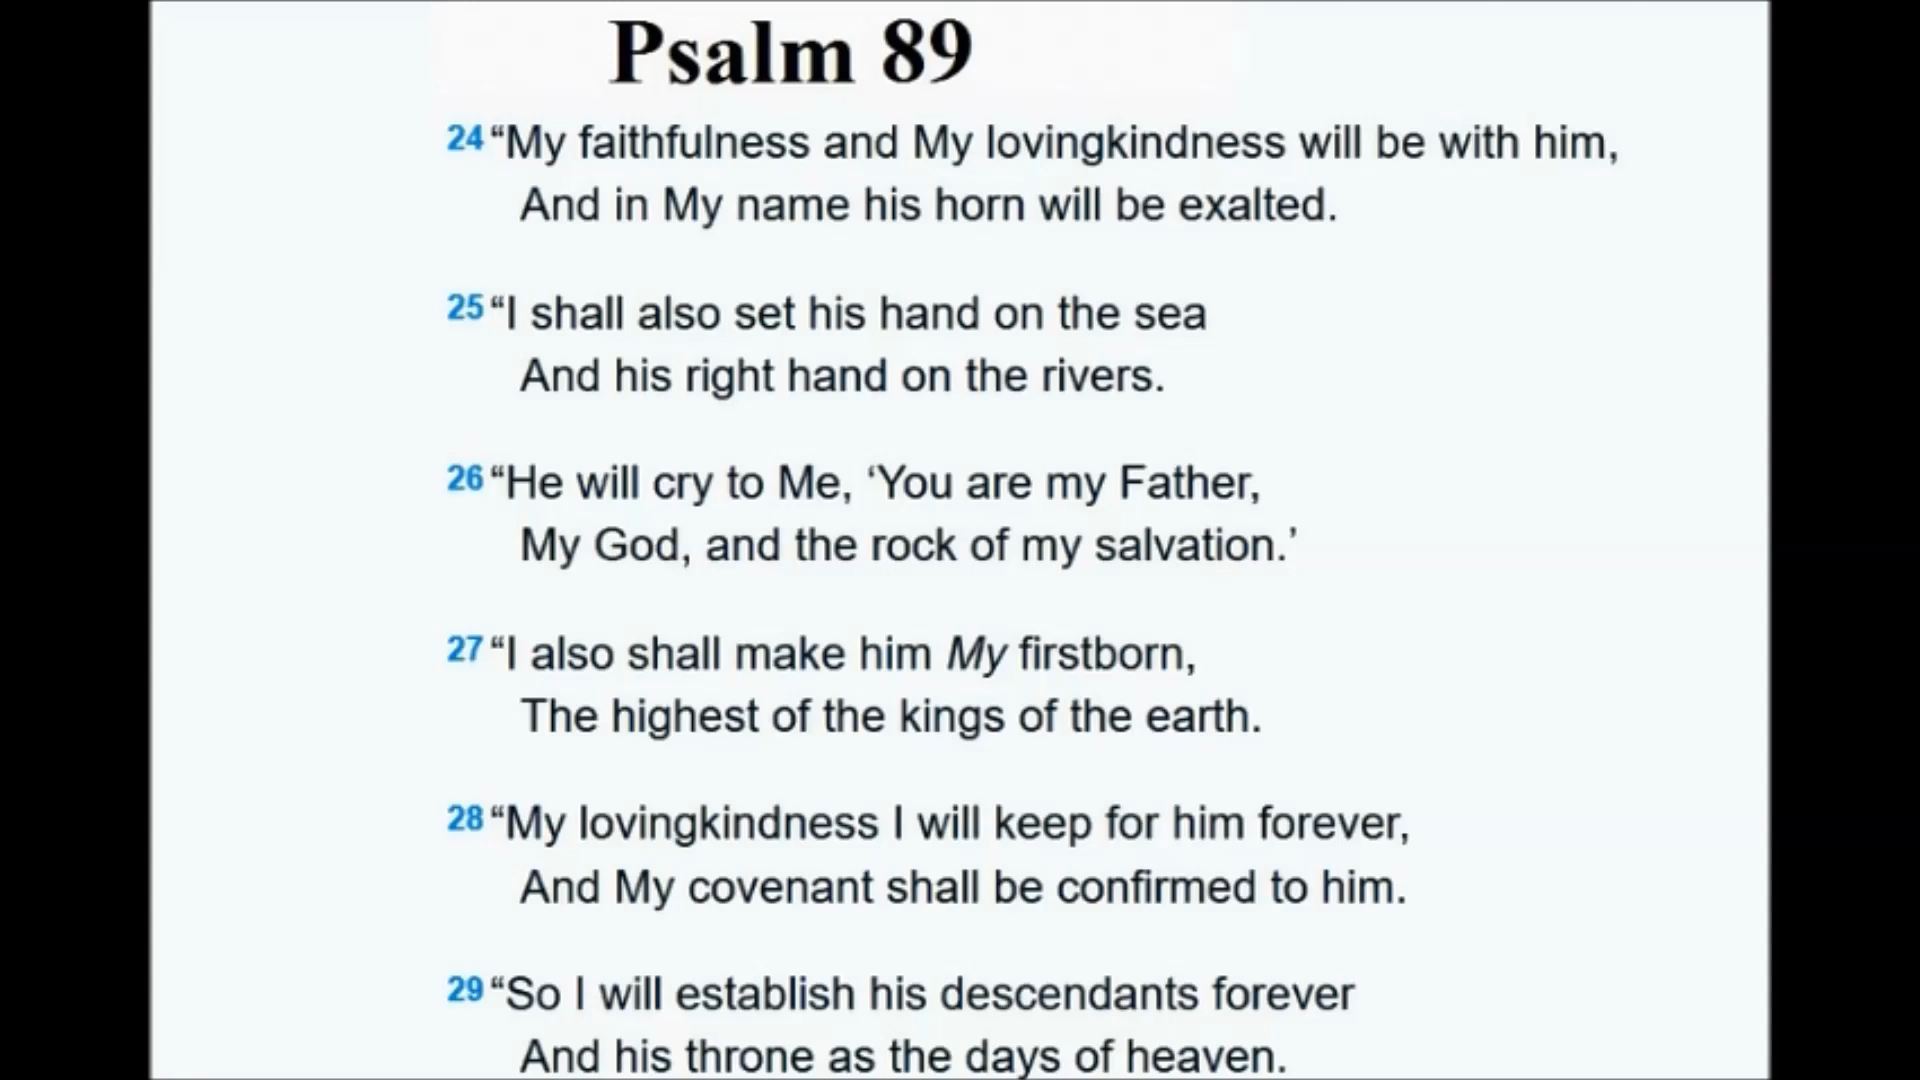 Psalm 89
24 “My faithfulness and My lovingkindness will be with him,
And in My name his horn will be exalted.
25 “I shall also set his hand on the sea
And his right hand on the rivers.
26 “He will cry to Me, ‘You are my Father,
My God, and the rock of my salvation.’
27 “I also shall make him My firstborn,
The highest of the kings of the earth.
28 “My lovingkindness I will keep for him forever,
And My covenant shall be confirmed to him.
29 “So I will establish his descendants forever
And his throne as the days of heaven.